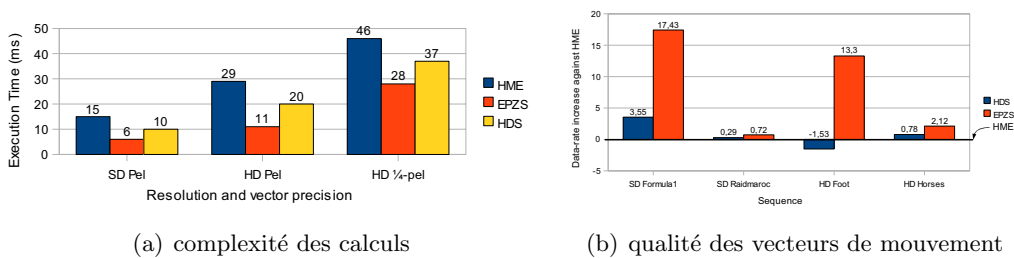 50
40
30
20
10
0
Execution Time (ms)
15
6
10
29
11
20
46
28
37
SD Pel
HD Pel
HD ¼-pel
Resolution and vector precision
HME
EPZS
HDS
(a) complexité des calculs
20
15
10
5
0
-5
Data-rate increase against HME
3,55
17,43
0,29
0,72
-1,53
13,3
0,78
2,12
SD Formula1
SD Raidmaroc
HD Foot
HD Horses
Sequence
HDS
EPZS
HME
(b) qualité des vecteurs de mouvement